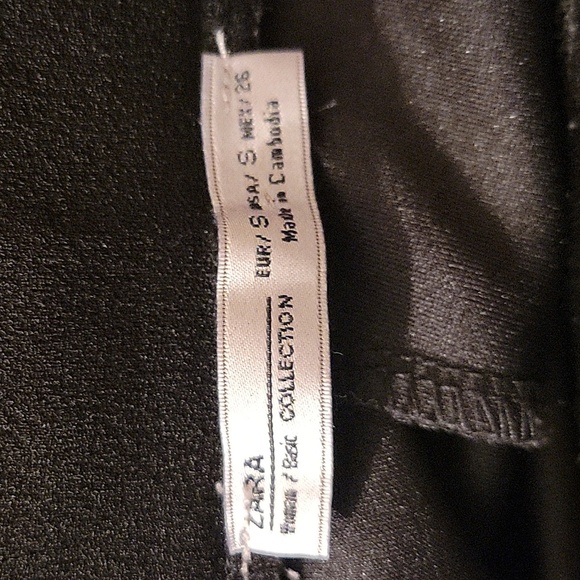 ZARA
Woman / Basic COLLECTION
EUR/ S USA/ S MEX/ 26
Made in Cambodia